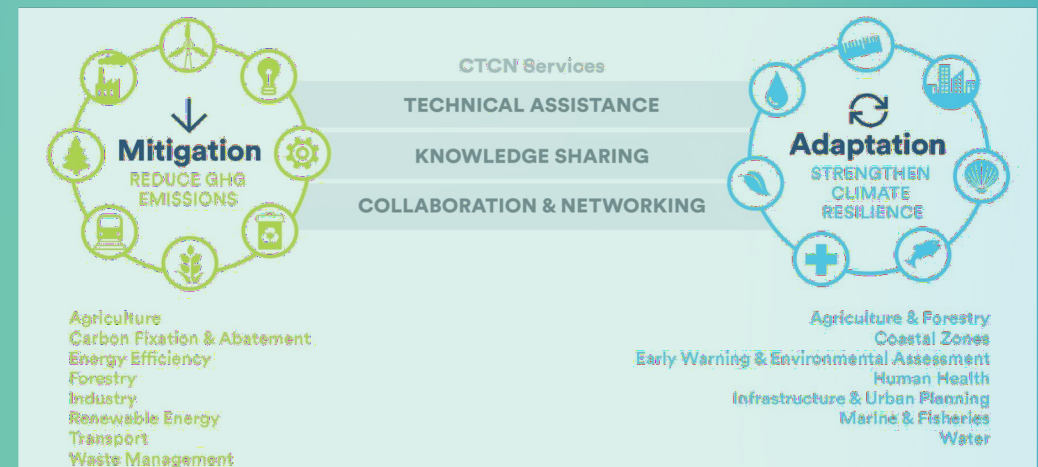 CTCN Services
TECHNICAL ASSISTANCE
KNOWLEDGE SHARING
COLLABORATION & NETWORKING
Mitigation
REDUCE GHG
EMISSIONS
Adaptation
STRENGTHEN
CLIMATE
RESILIENCE
Agriculture
Carbon Fixation & Abatement
Energy Efficiency
Forestry
Industry
Renewable Energy
Transport
Waste Management
Agriculture & Forestry
Coastal Zones
Early Warning & Environmental Assessment
Human Health
Infrastructure & Urban Planning
Marine & Fisheries
Water